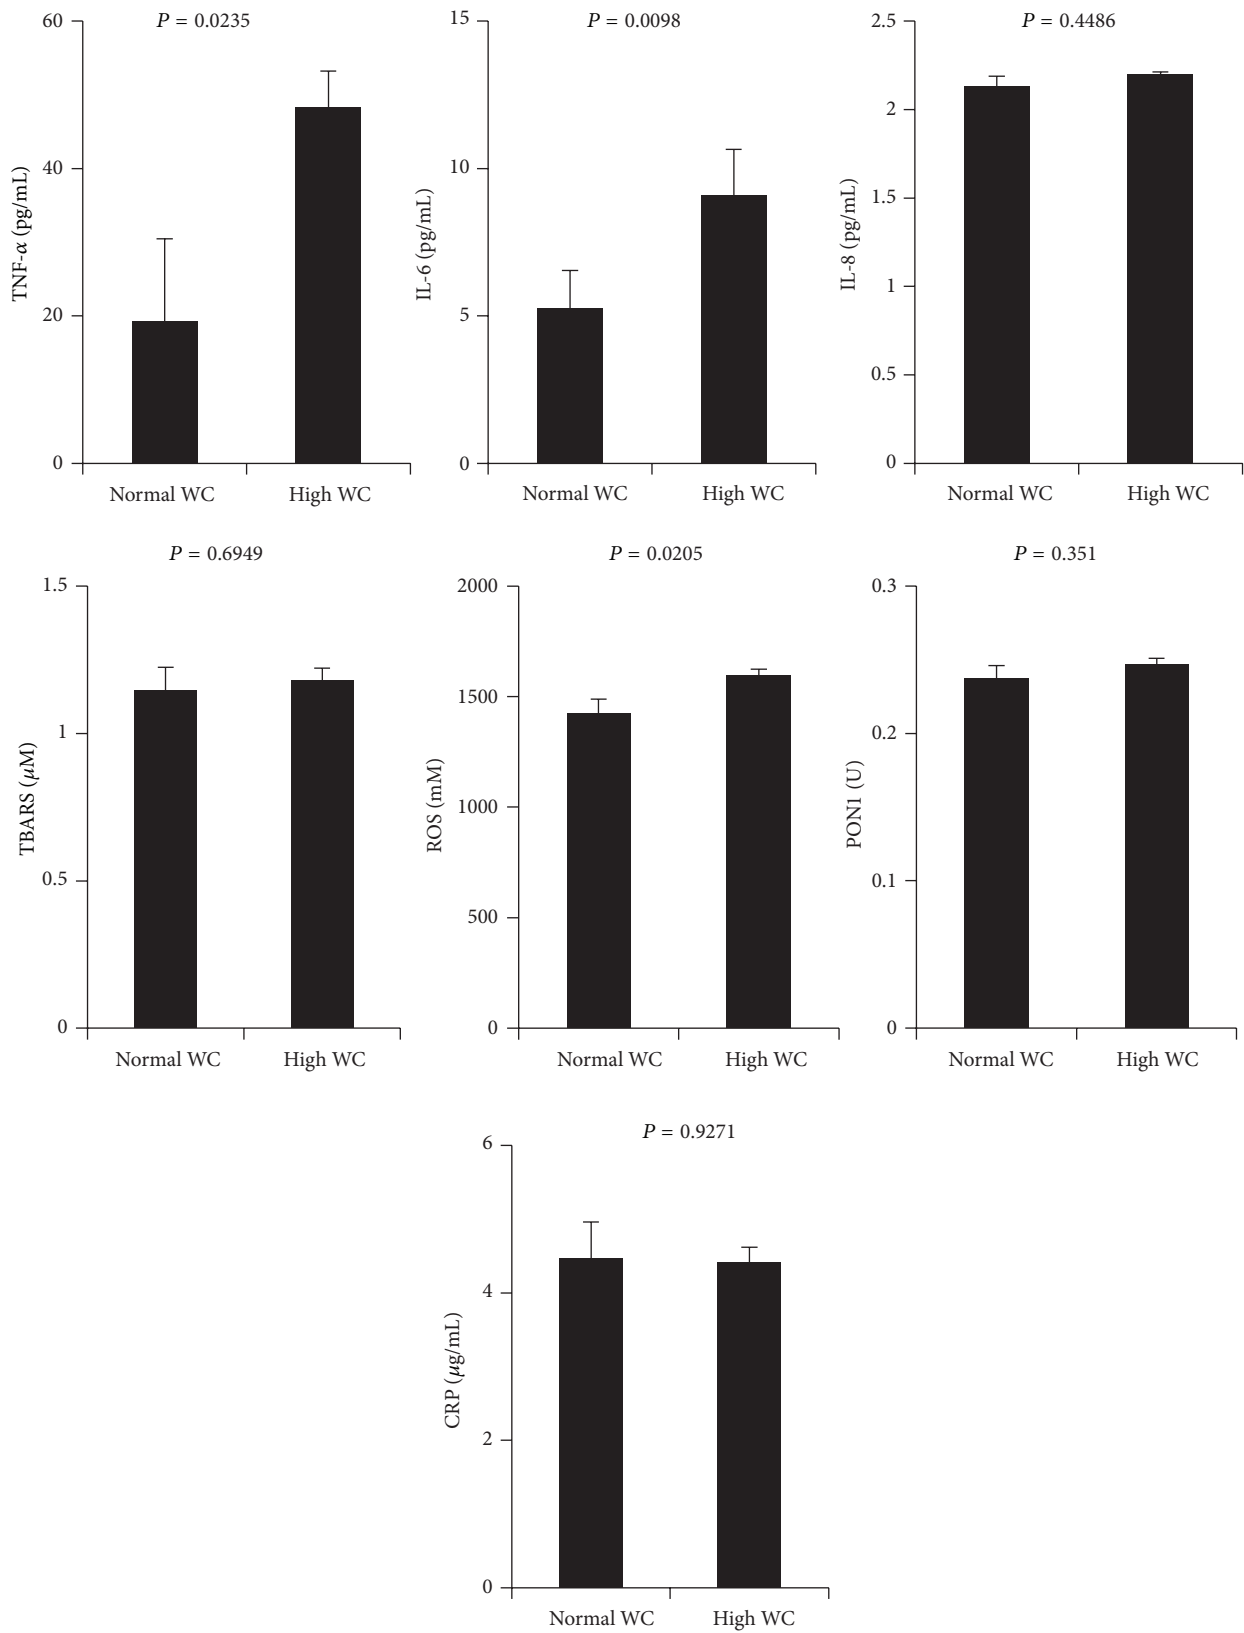 P = 0.0235
60
40
20
0
TNF-α (pg/mL)
Normal WC
High WC
P = 0.0098
15
10
5
0
IL-6 (pg/mL)
Normal WC
High WC
P = 0.4486
2.5
2
1.5
1
0.5
0
IL-8 (pg/mL)
Normal WC
High WC
P = 0.6949
1.5
1
0.5
0
TBARS (μM)
Normal WC
High WC
P = 0.0205
2000
1500
1000
500
0
ROS (mM)
Normal WC
High WC
P = 0.351
0.3
0.2
0.1
0
PON1 (U)
Normal WC
High WC
P = 0.9271
6
4
2
0
CRP (μg/mL)
Normal WC
High WC